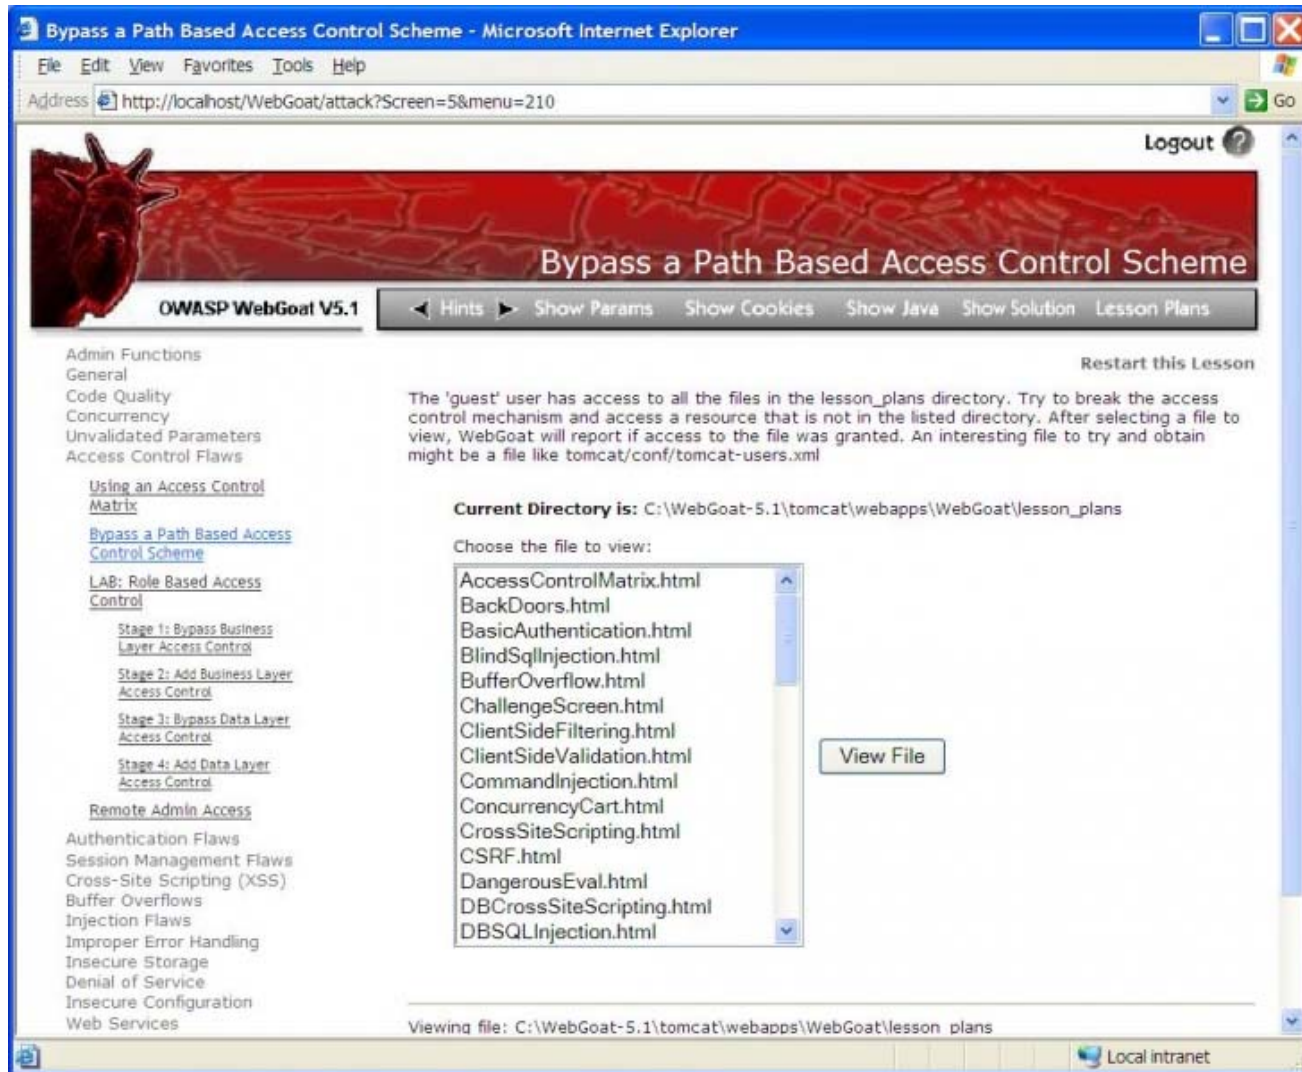 Bypass a Path Based Access Control Scheme - Microsoft Internet Explorer
File Edit View Favorites Tools Help
Address http://localhost/WebGoat/attack?Screen=5&menu=210 Go
Logout ?
Bypass a Path Based Access Control Scheme
OWASP WebGoat V5.1
Hints Show Params Show Cookies Show Java Show Solution Lesson Plans
Admin Functions
General
Code Quality
Concurrency
Unvalidated Parameters
Access Control Flaws
Using an Access Control
Matrix
Bypass a Path Based Access
Control Scheme
LAB: Role Based Access
Control
Stage 1: Bypass Business
Layer Access Control
Stage 2: Add Business Layer
Access Control
Stage 3: Bypass Data Layer
Access Control
Stage 4: Add Data Layer
Access Control
Remote Admin Access
Authentication Flaws
Session Management Flaws
Cross-Site Scripting (XSS)
Buffer Overflows
Injection Flaws
Improper Error Handling
Insecure Storage
Denial of Service
Insecure Configuration
Web Services
Restart this Lesson
The 'guest' user has access to all the files in the lesson_plans directory. Try to break the access
control mechanism and access a resource that is not in the listed directory. After selecting a file to
view, WebGoat will report if access to the file was granted. An interesting file to try and obtain
might be a file like tomcat/conf/tomcat-users.xml
Current Directory is: C:\WebGoat-5.1\tomcat\webapps\WebGoat\lesson_plans
Choose the file to view:
AccessControlMatrix.html
BackDoors.html
BasicAuthentication.html
BlindSqlInjection.html
BufferOverflow.html
ChallengeScreen.html
ClientSideFiltering.html
ClientSideValidation.html
CommandInjection.html
ConcurrencyCart.html
CrossSiteScripting.html
CSRF.html
DangerousEval.html
DBCrossSiteScripting.html
DBSQLInjection.html
View File
Viewing file: C:\WebGoat-5.1\tomcat\webapps\WebGoat\lesson_plans
Local intranet